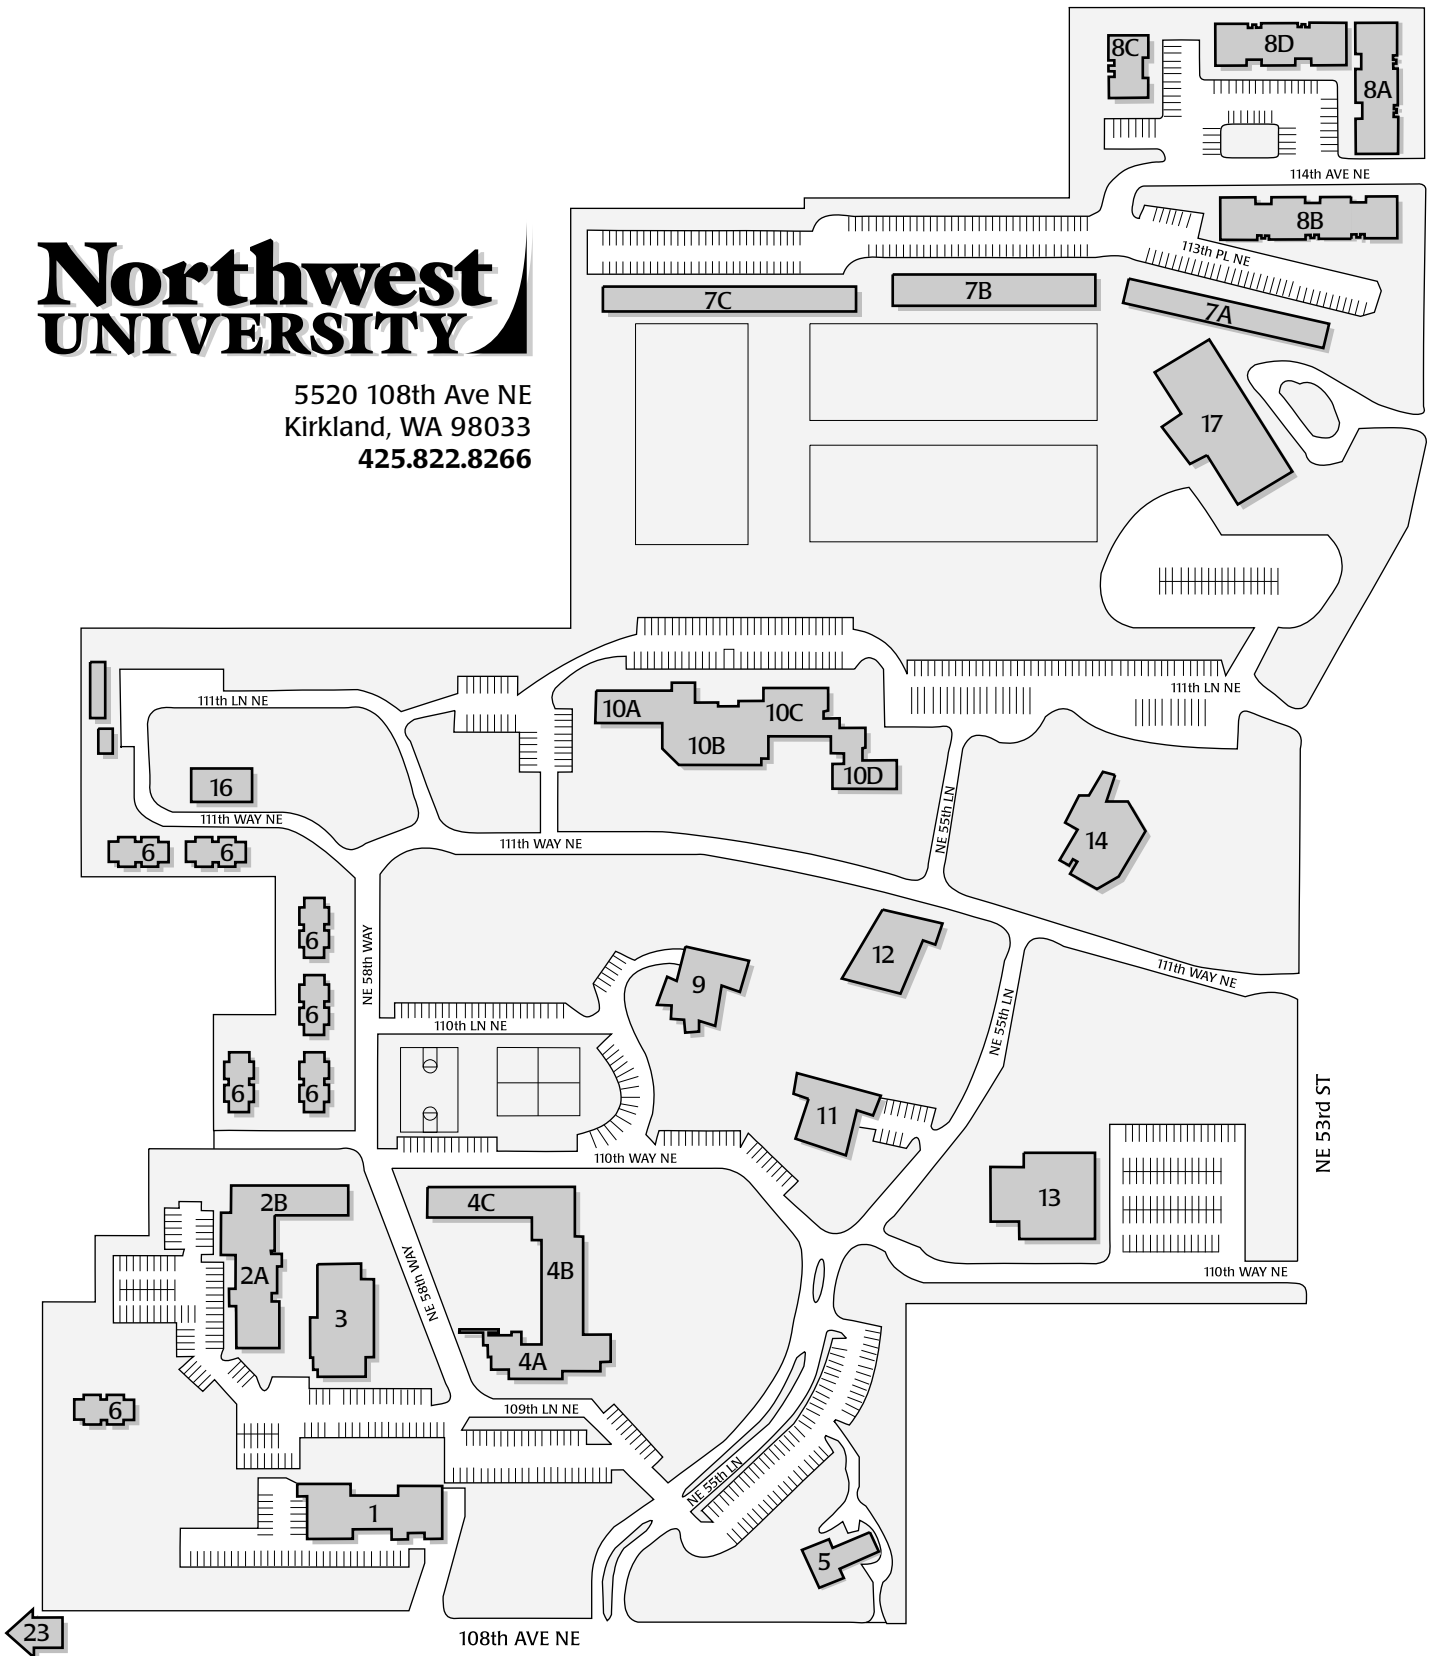 8C
8D
8A
114th AVE NE
8B
113th PL NE
7C
7B
7A
Northwest
UNIVERSITY
5520 108th Ave NE
Kirkland, WA 98033
425.822.8266
17
111th LN NE
111th LN NE
10A
10C
10B
10D
16
111th WAY NE
111th WAY NE
NE 55th LN
14
6
6
6
NE 58th WAY
12
9
111th WAY NE
6
110th LN NE
NE 55th LN
6
6
11
NE 53rd ST
110th WAY NE
13
2B
4C
2A
NE 58th WAY
4B
110th WAY NE
3
4A
6
109th LN NE
NE 55th LN
1
5
23
108th AVE NE